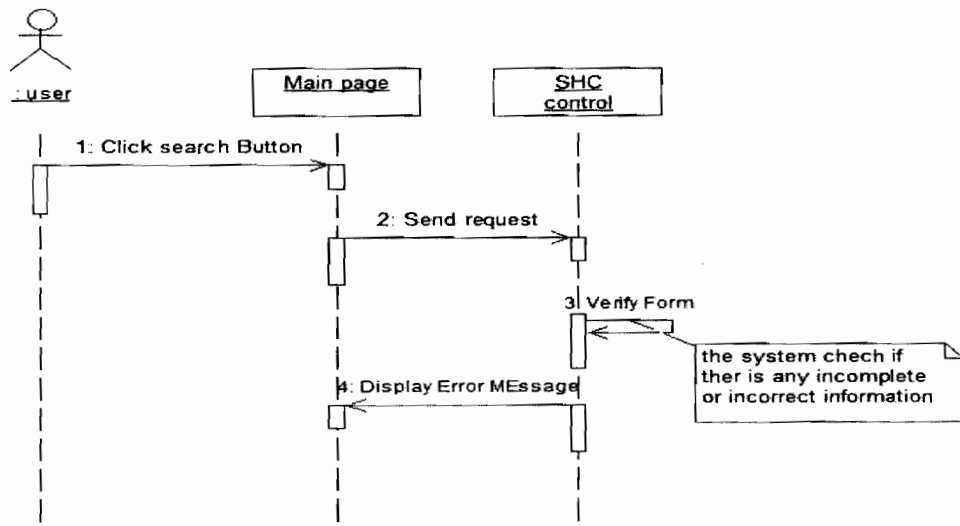 : user
Main page
SHC
control
1: Click search Button
2: Send request
3 Verify Form
the system chech if
ther is any incomplete
or incorrect information
4: Display Error MEssage